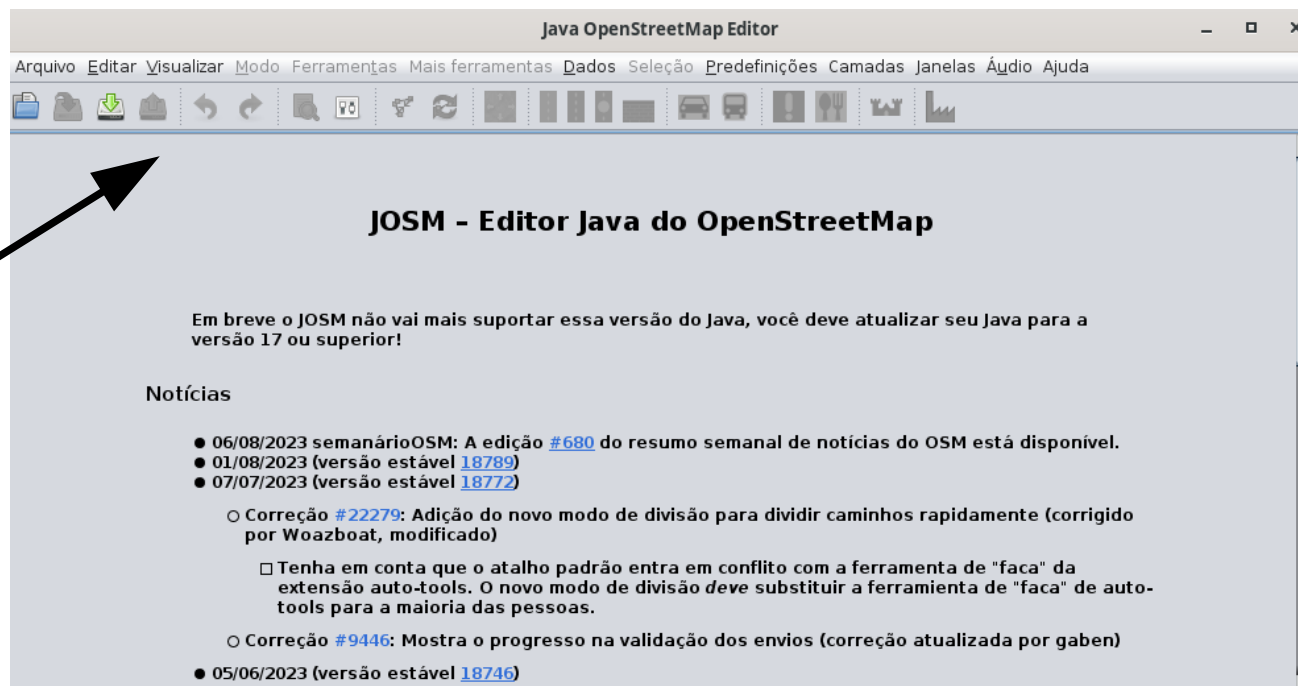 Java OpenStreetMap Editor
Arquivo Editar Visualizar Modo Ferramentas Mais ferramentas Dados Seleção Predefinições Camadas Janelas Áudio Ajuda
JOSM – Editor Java do OpenStreetMap
Em breve o JOSM não vai mais suportar essa versão do Java, você deve atualizar seu Java para a
versão 17 ou superior!
Notícias
● 06/08/2023 semanárioOSM: A edição #680 do resumo semanal de notícias do OSM está disponível.
● 01/08/2023 (versão estável 18789)
● 07/07/2023 (versão estável 18772)
○ Correção #22279: Adição do novo modo de divisão para dividir caminhos rapidamente (corrigido
por Woazboat, modificado)
□ Tenha em conta que o atalho padrão entra em conflito com a ferramenta de "faca" da
extensão auto-tools. O novo modo de divisão deve substituir a ferramienta de "faca" de auto-
tools para a maioria das pessoas.
○ Correção #9446: Mostra o progresso na validação dos envios (correção atualizada por gaben)
● 05/06/2023 (versão estável 18746)